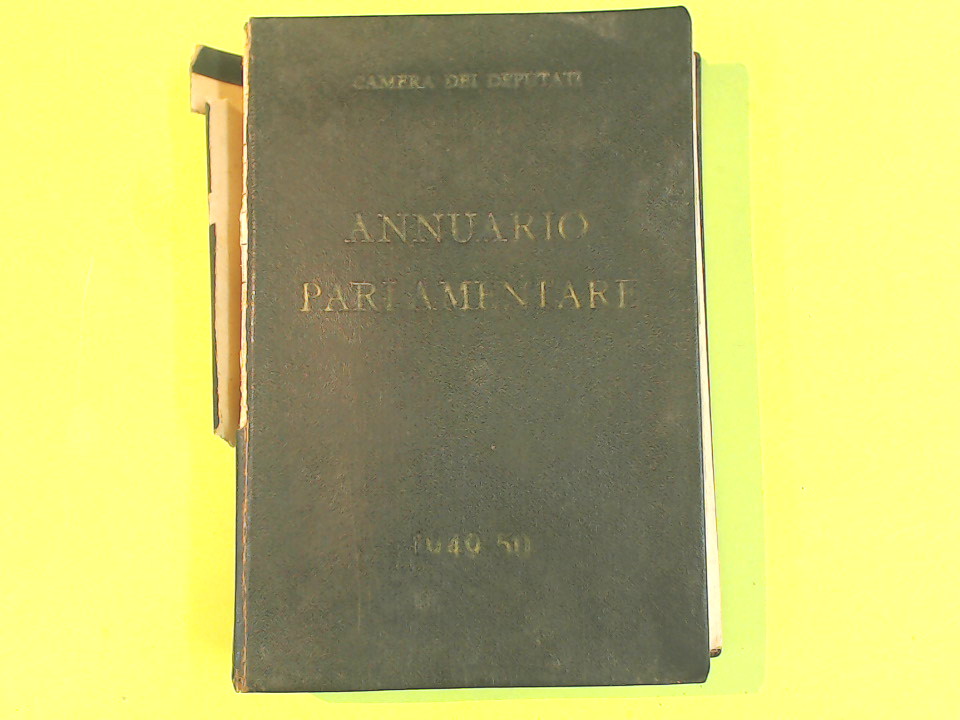 CAMERA DEI DEPUTATI
ANNUARIO
PARLAMENTARE
1949-50